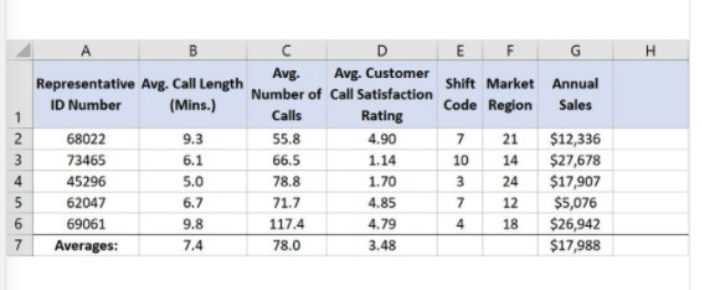 A B C D E F G H
1 Representative ID Number Avg. Call Length (Mins.) Avg. Number of Calls Avg. Customer Call Satisfaction Rating Shift Code Market Region Annual Sales
2 68022 9.3 55.8 4.90 7 21 $12,336
3 73465 6.1 66.5 1.14 10 14 $27,678
4 45296 5.0 78.8 1.70 3 24 $17,907
5 62047 6.7 71.7 4.85 7 12 $5,076
6 69061 9.8 117.4 4.79 4 18 $26,942
7 Averages: 7.4 78.0 3.48 $17,988